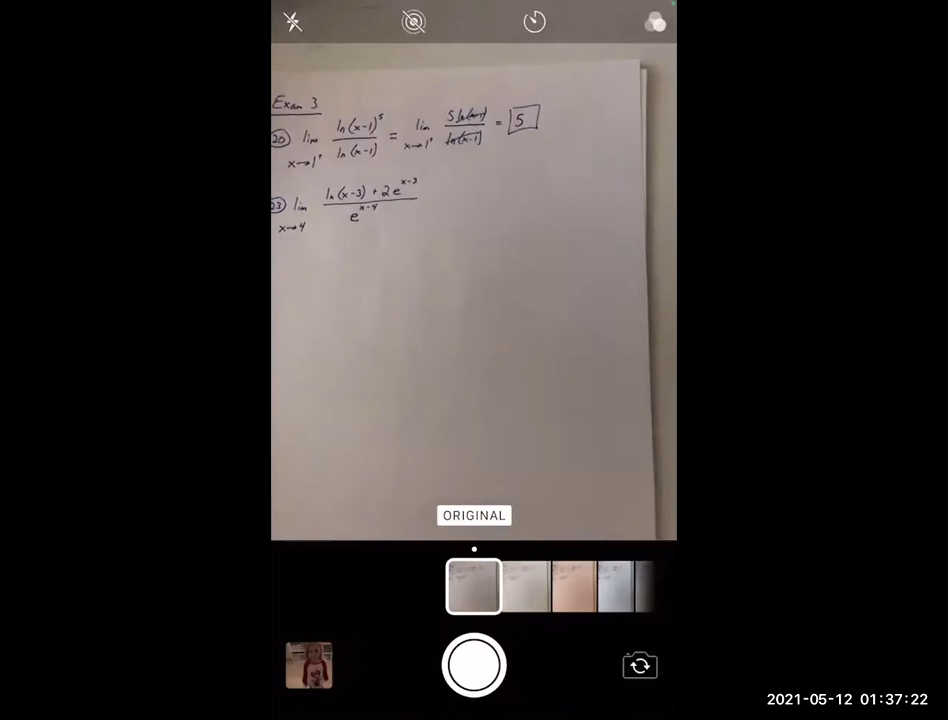 Exam 3
20 lim x→1⁺ ln(x-1)⁵ / ln(x-1) = lim x→1⁺ 5 ln(x-1) / ln(x-1) = 5
23 lim x→4 ln(x-3) + 2e^(x-3) / e^(x-4)
ORIGINAL
2021-05-12 01:37:22